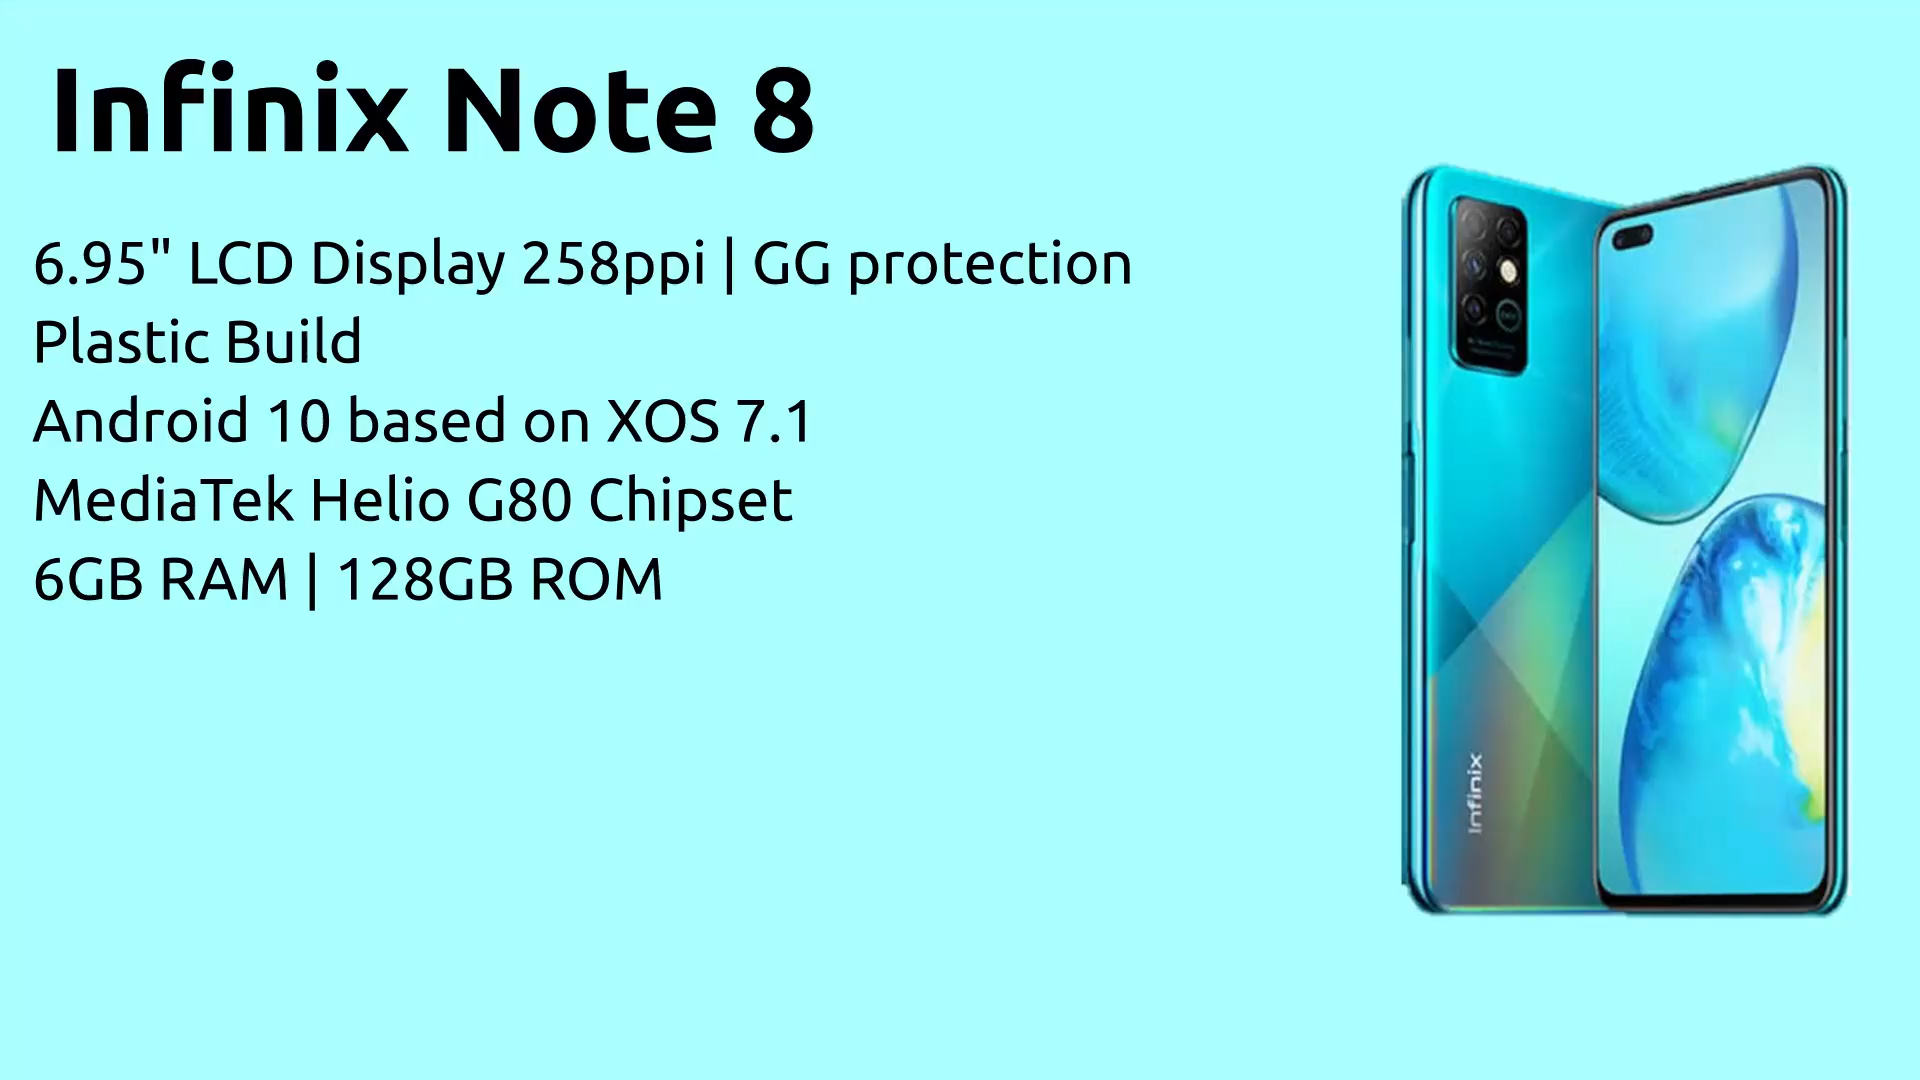 Infinix Note 8
6.95" LCD Display 258ppi | GG protection
Plastic Build
Android 10 based on XOS 7.1
MediaTek Helio G80 Chipset
6GB RAM | 128GB ROM
Infinix